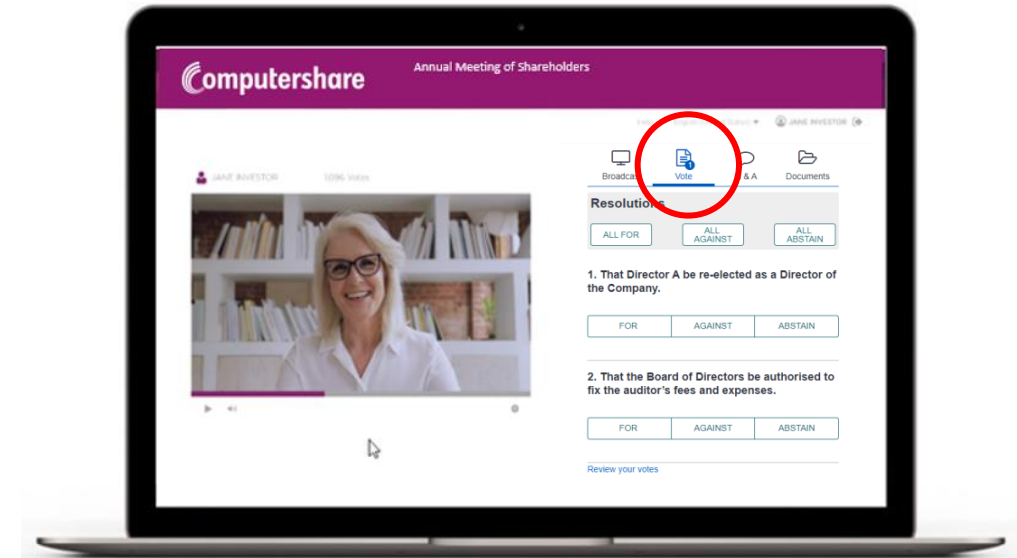 Computershare
Annual Meeting of Shareholders
JANE INVESTOR
JANE INVESTOR
1096 Votes
Broadcas
Vote
1
& A
Documents
Resolutions
ALL FOR
ALL
AGAINST
ALL
ABSTAIN
1. That Director A be re-elected as a Director of
the Company.
FOR
AGAINST
ABSTAIN
2. That the Board of Directors be authorised to
fix the auditor's fees and expenses.
FOR
AGAINST
ABSTAIN
Review your votes